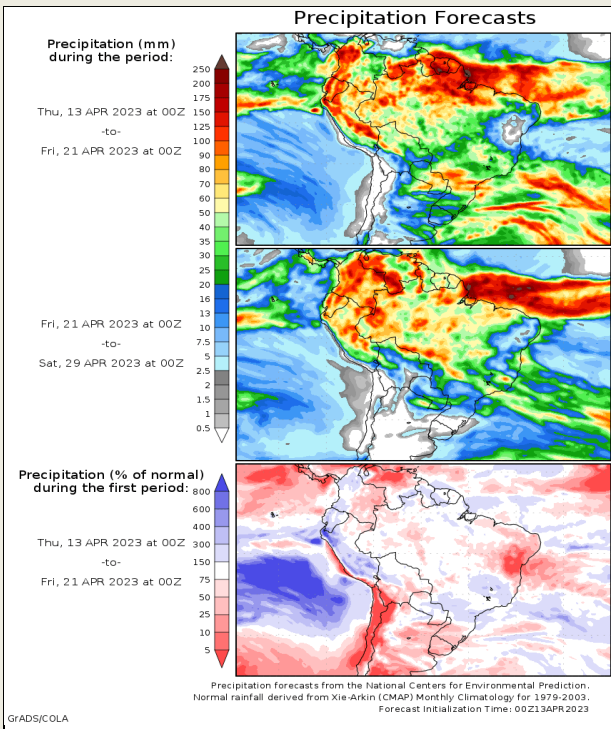 Precipitation Forecasts
Precipitation (mm)
during the period:
Thu, 13 APR 2023 at 00Z
-to-
Fri, 21 APR 2023 at 00Z
250
200
175
150
125
100
90
80
70
60
50
40
35
30
25
20
16
13
10
7.5
5
2.5
2
1.5
1
0.5
Fri, 21 APR 2023 at 00Z
-to-
Sat, 29 APR 2023 at 00Z
Precipitation (% of normal)
during the first period:
Thu, 13 APR 2023 at 00Z
-to-
Fri, 21 APR 2023 at 00Z
800
600
400
300
150
75
50
25
10
5
Precipitation forecasts from the National Centers for Environmental Prediction.
Normal rainfall derived from Xie-Arkin (CMAP) Monthly Climatology for 1979-2003.
Forecast Initialization Time: 00Z13APR2023
GrADS/COLA